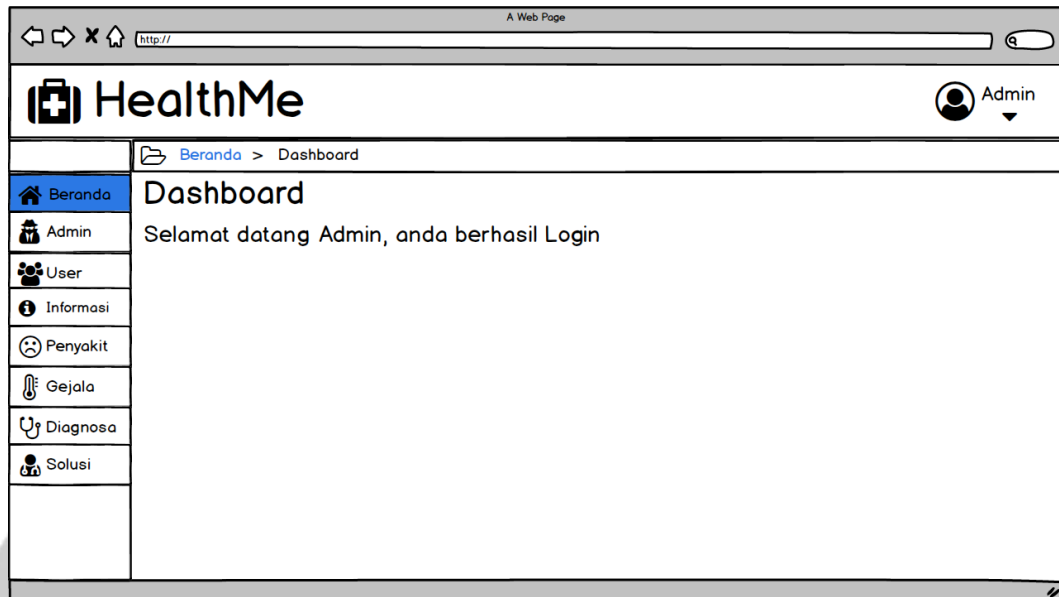 A Web Page
http://
HealthMe
Admin
Beranda > Dashboard
Beranda
Admin
User
Informasi
Penyakit
Gejala
Diagnosa
Solusi
Dashboard
Selamat datang Admin, anda berhasil Login